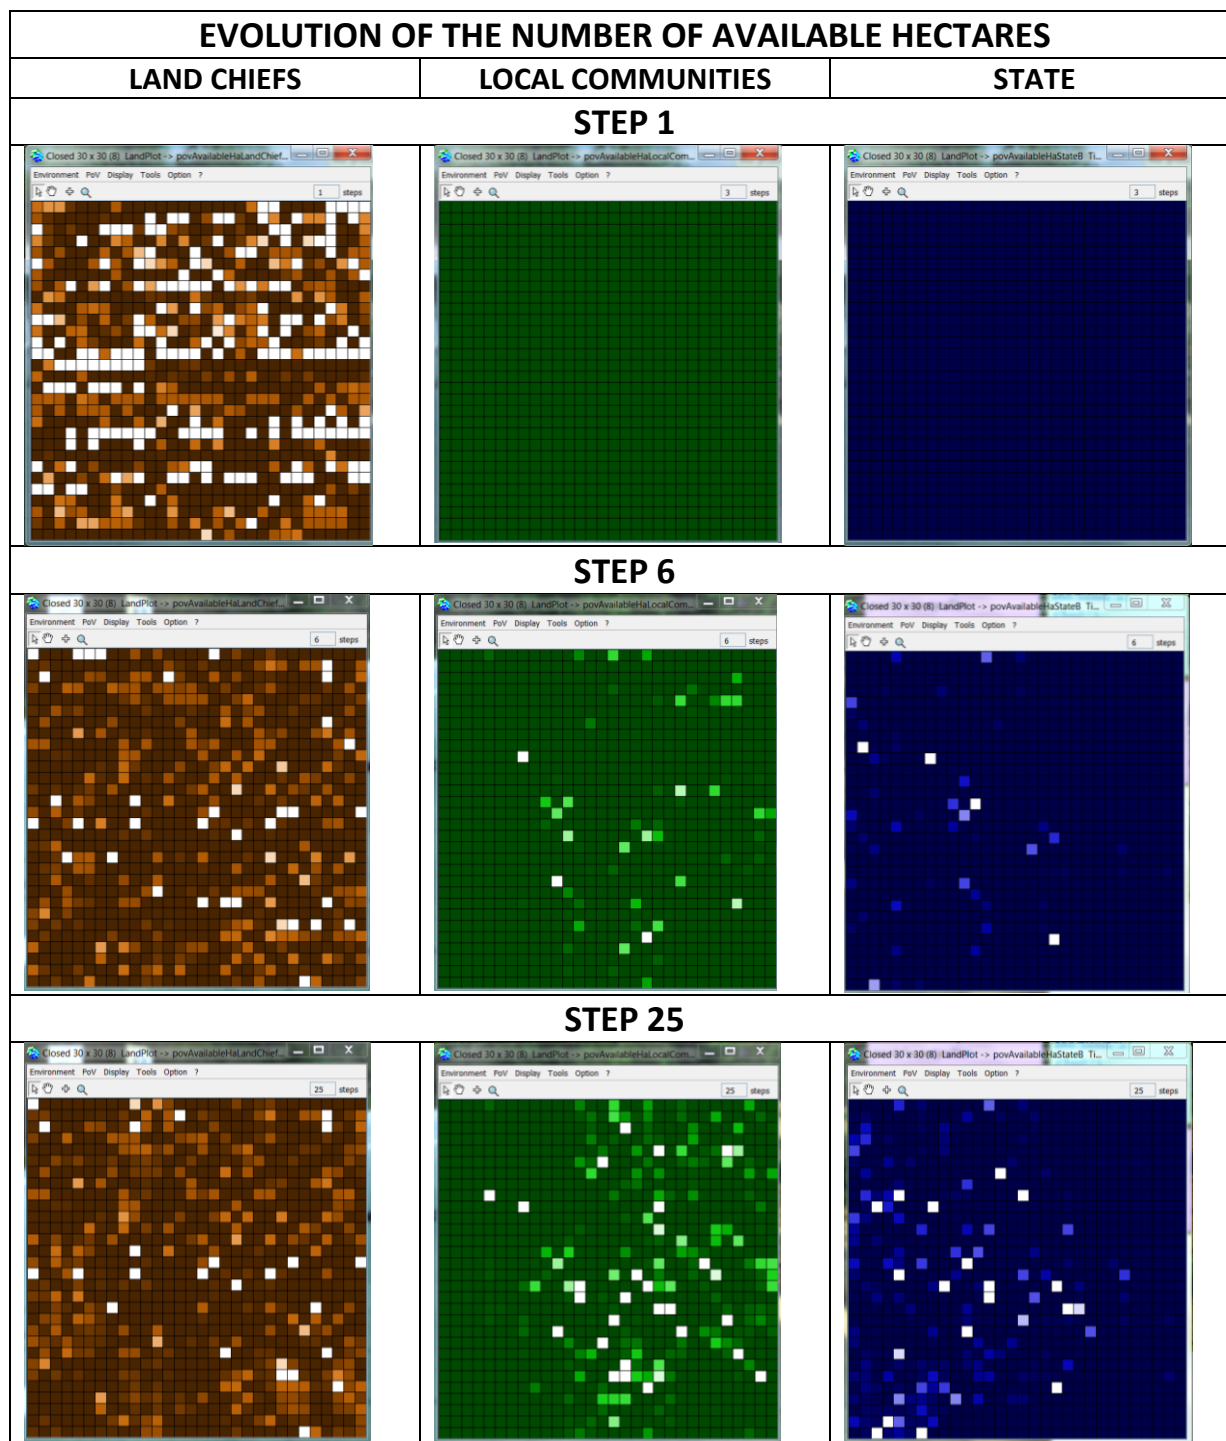 EVOLUTION OF THE NUMBER OF AVAILABLE HECTARES
LAND CHIEFS LOCAL COMMUNITIES STATE
STEP 1
Closed 30 x 30 (8) LandPlot -> povAvailableHaLandChief... Closed 30 x 30 (8) LandPlot -> povAvailableHaLocalCom... Closed 30 x 30 (8) LandPlot -> povAvailableHaStateB Ti...
Environment PoV Display Tools Option ? Environment PoV Display Tools Option ? Environment PoV Display Tools Option ?
1 steps 3 steps 3 steps
STEP 6
Closed 30 x 30 (8) LandPlot -> povAvailableHaLandChief... Closed 30 x 30 (8) LandPlot -> povAvailableHaLocalCom... Closed 30 x 30 (8) LandPlot -> povAvailableHaStateB Ti...
Environment PoV Display Tools Option ? Environment PoV Display Tools Option ? Environment PoV Display Tools Option ?
6 steps 6 steps 6 steps
STEP 25
Closed 30 x 30 (8) LandPlot -> povAvailableHaLandChief... Closed 30 x 30 (8) LandPlot -> povAvailableHaLocalCom... Closed 30 x 30 (8) LandPlot -> povAvailableHaStateB Ti...
Environment PoV Display Tools Option ? Environment PoV Display Tools Option ? Environment PoV Display Tools Option ?
25 steps 25 steps 25 steps